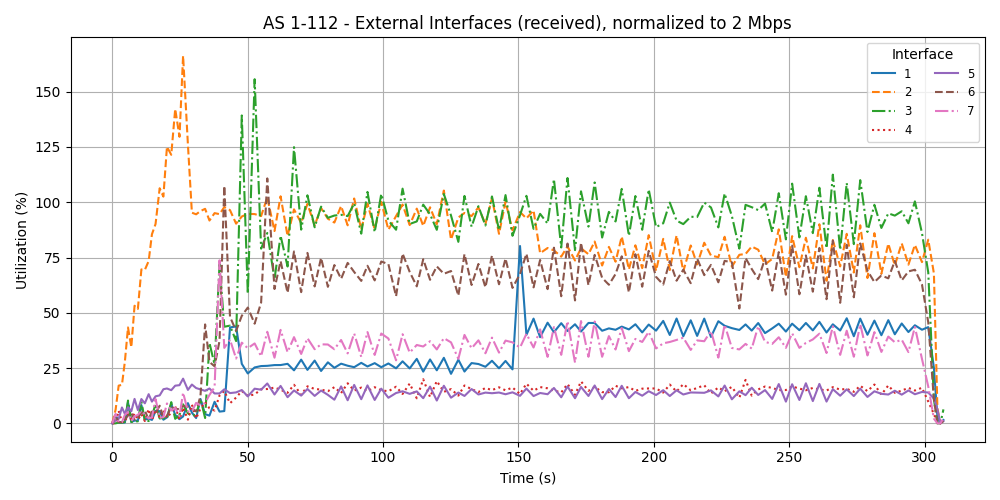 AS 1-112 - External Interfaces (received), normalized to 2 Mbps
Interface
1 5
2 6
3 7
4
Utilization (%)
150
125
100
75
50
25
0
0 50 100 150 200 250 300
Time (s)